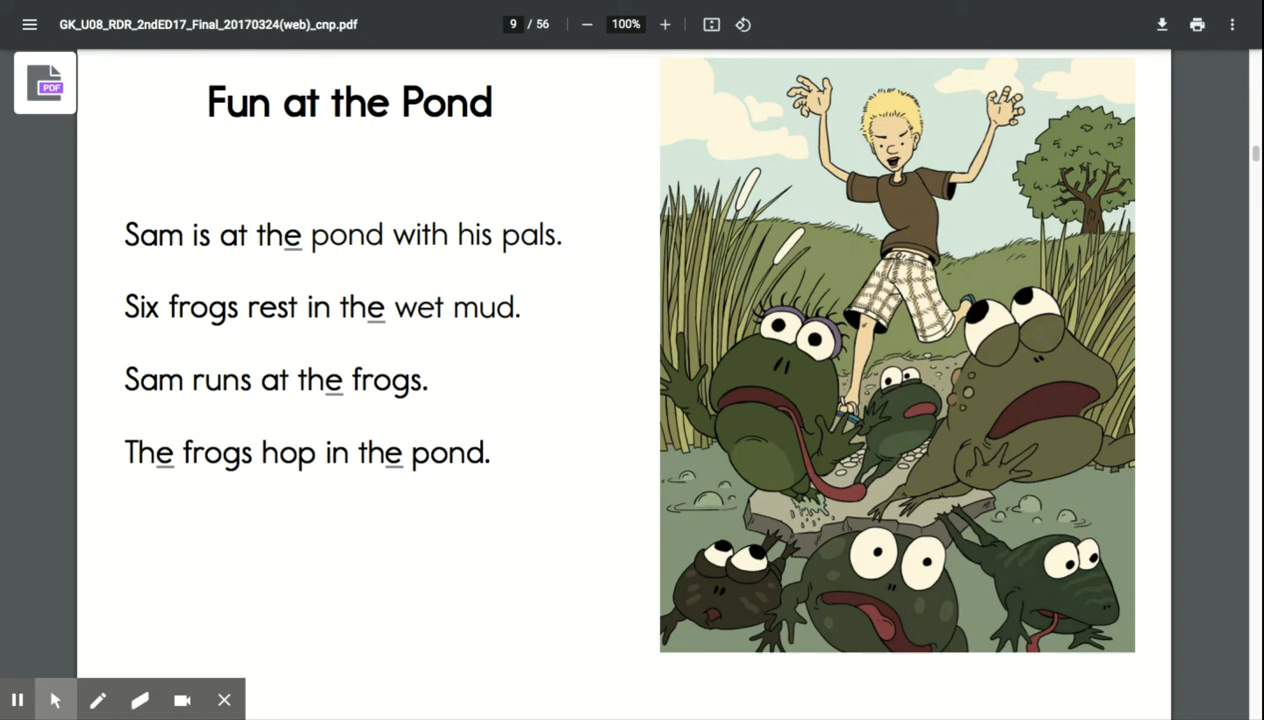 GK_U08_RDR_2ndED17_Final_20170324(web)_cnp.pdf
9 / 56
100%
PDF
Fun at the Pond
Sam is at the pond with his pals.
Six frogs rest in the wet mud.
Sam runs at the frogs.
The frogs hop in the pond.